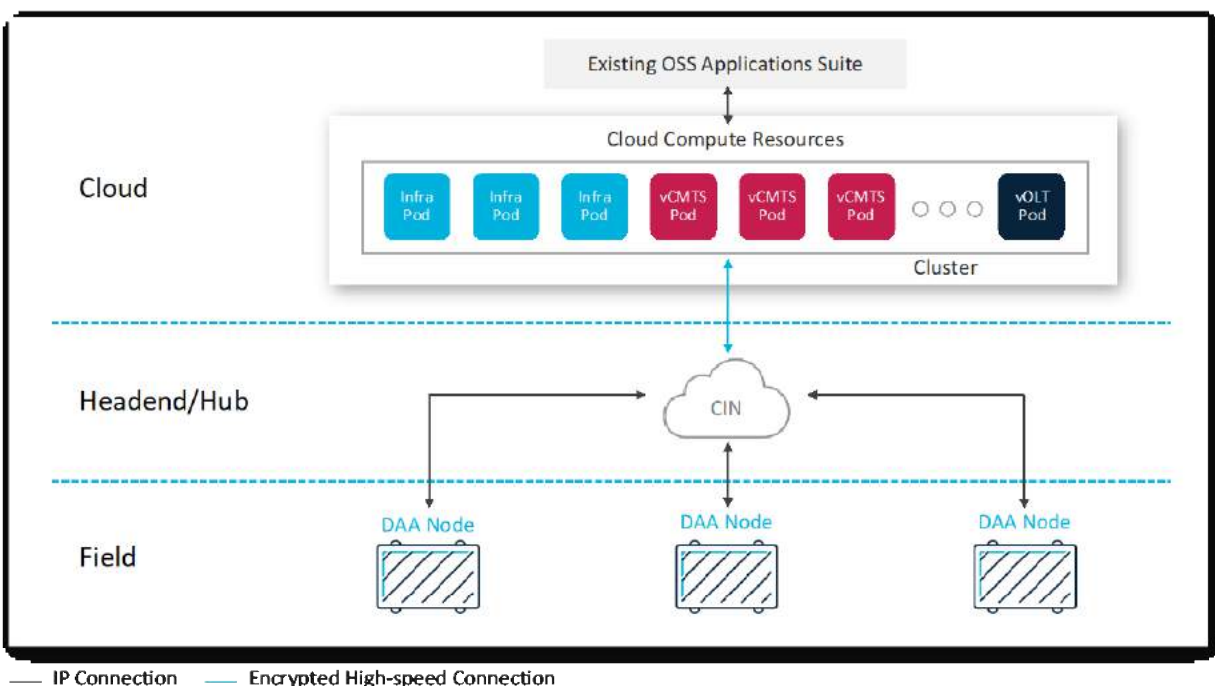 Existing OSS Applications Suite
Cloud Compute Resources
Cloud
Infra
Pod
Infra
Pod
Infra
Pod
vCMTS
Pod
vCMTS
Pod
vCMTS
Pod
vOLT
Pod
Cluster
Headend/Hub
CIN
DAA Node
DAA Node
DAA Node
Field
IP Connection
Encrypted High-speed Connection